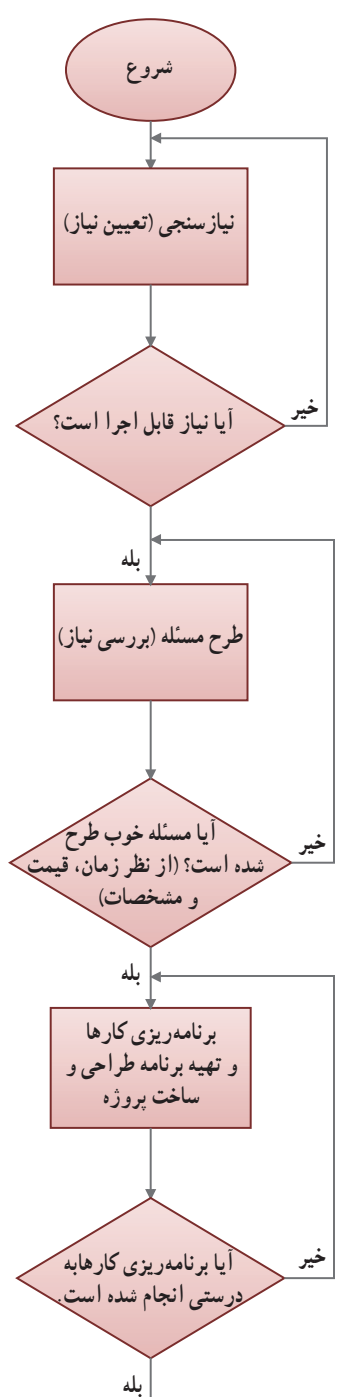 شروع
نیازسنجی (تعیین نیاز)
آیا نیاز قابل اجرا است؟
خیر
بله
طرح مسئله (بررسی نیاز)
آیا مسئله خوب طرح
شده است؟ (از نظر زمان، قیمت
و مشخصات)
خیر
بله
برنامه‌ریزی کارها
و تهیه برنامه طراحی و
ساخت پروژه
آیا برنامه‌ریزی کارهابه
درستی انجام شده است.
خیر
بله